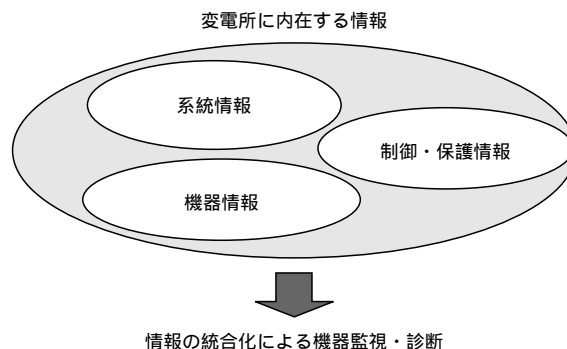 変電所に内在する情報
系統情報
制御・保護情報
機器情報
情報の統合化による機器監視・診断